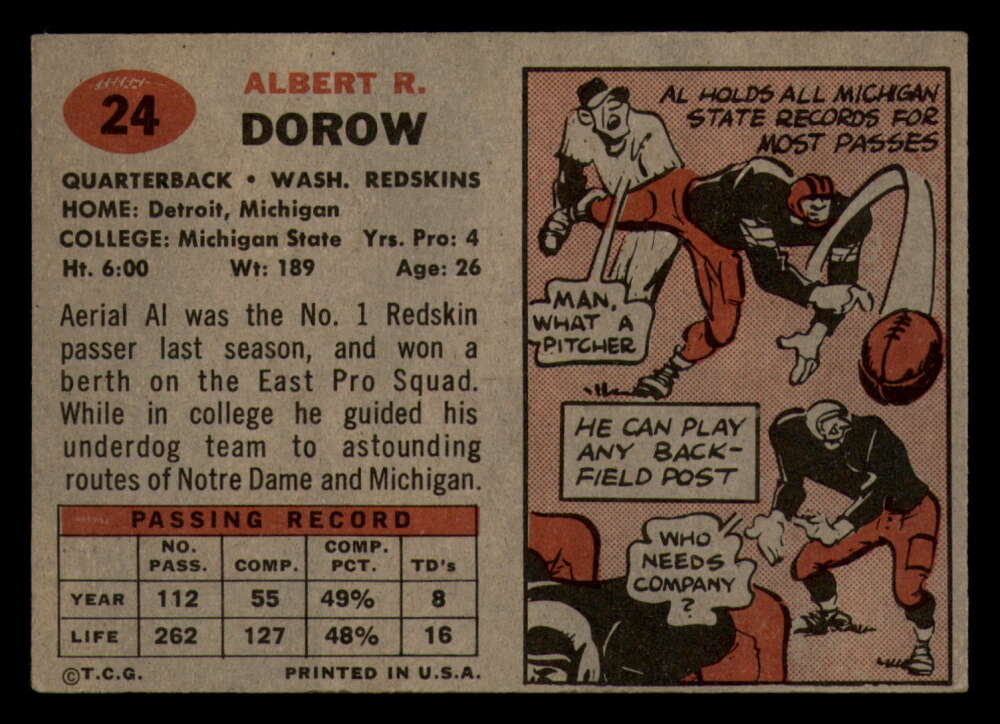 24
ALBERT R.
DOROW
QUARTERBACK • WASH. REDSKINS
HOME: Detroit, Michigan
COLLEGE: Michigan State Yrs. Pro: 4
Ht. 6:00 Wt: 189 Age: 26
Aerial Al was the No. 1 Redskin
passer last season, and won a
berth on the East Pro Squad.
While in college he guided his
underdog team to astounding
routes of Notre Dame and Michigan.
PASSING RECORD
NO. PASS. COMP. COMP. PCT. TD's
YEAR 112 55 49% 8
LIFE 262 127 48% 16
©T.C.G. PRINTED IN U.S.A.
AL HOLDS ALL MICHIGAN
STATE RECORDS FOR
MOST PASSES
MAN,
WHAT A
PITCHER
HE CAN PLAY
ANY BACK-
FIELD POST
WHO
NEEDS
COMPANY
?